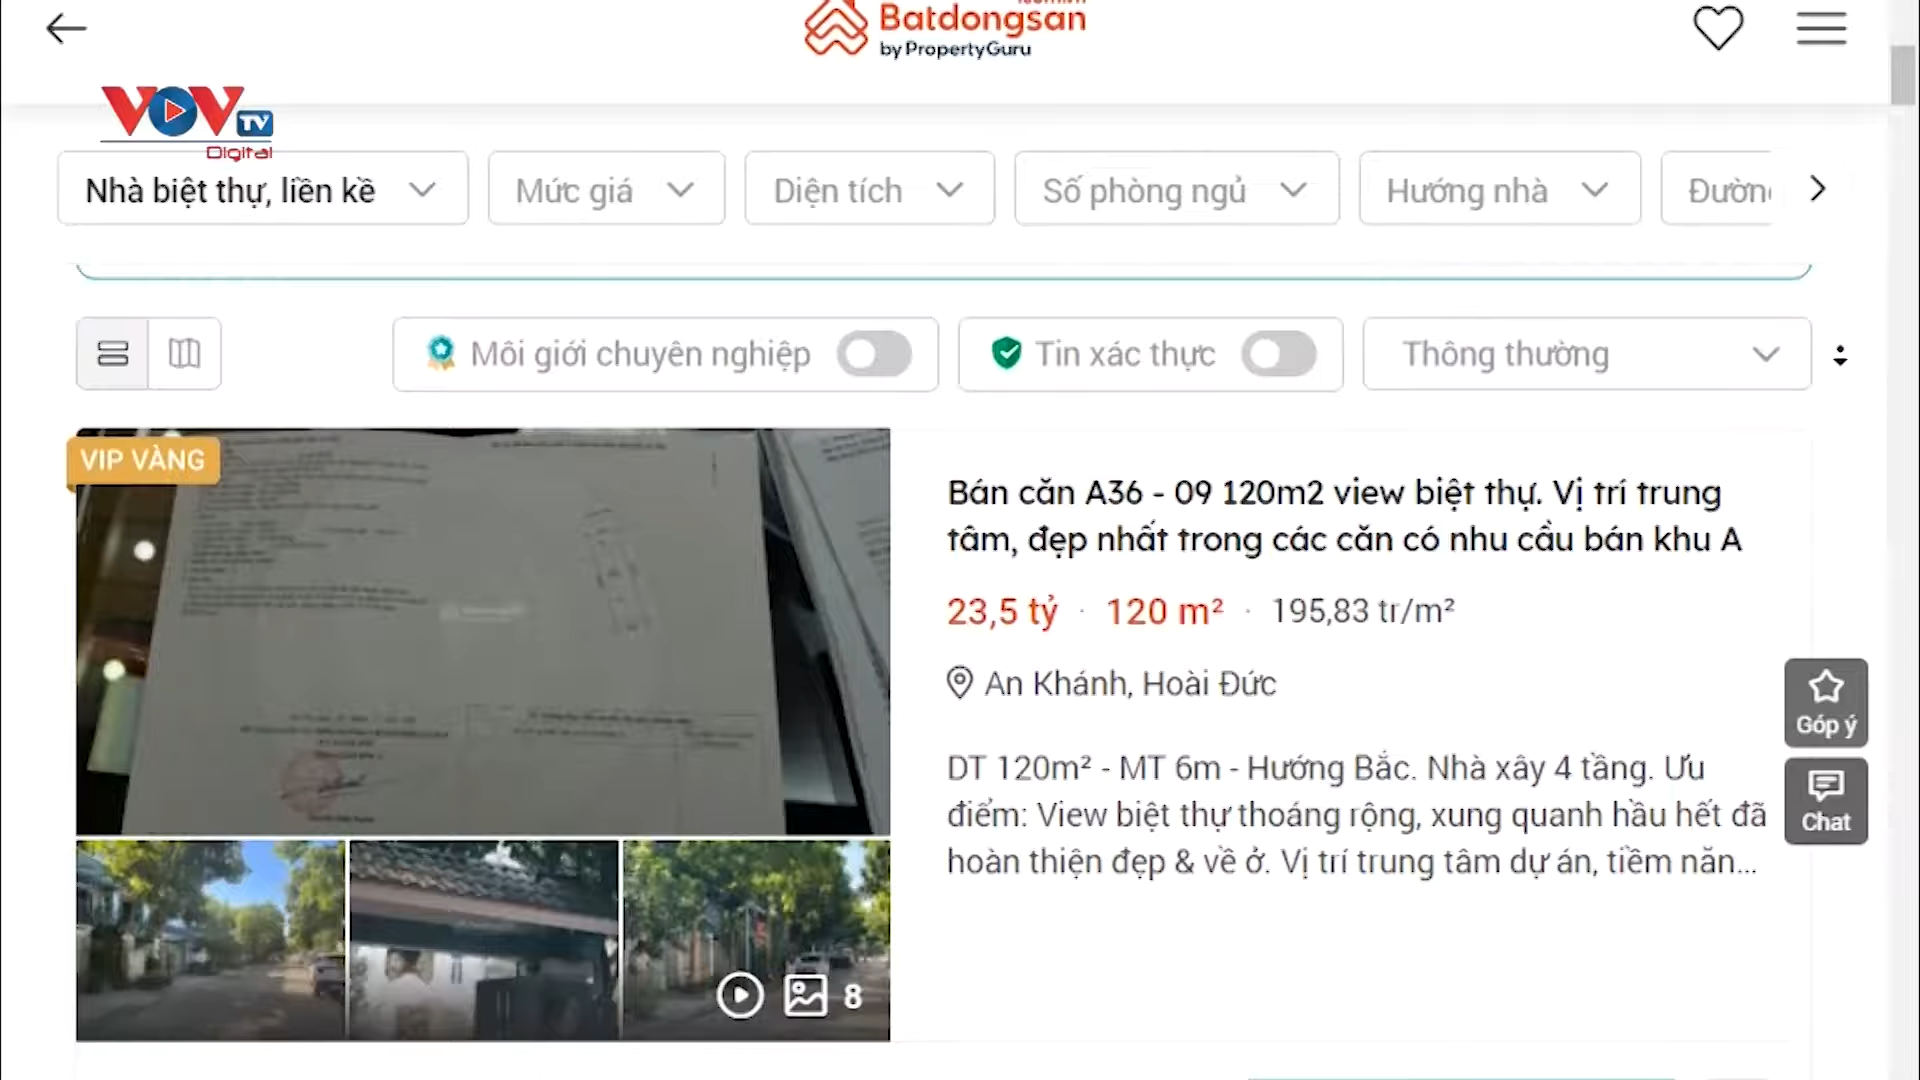 Batdongsan
by PropertyGuru
VOV TV
Digital
Nhà biệt thự, liền kề
Mức giá
Diện tích
Số phòng ngủ
Hướng nhà
Đường
Môi giới chuyên nghiệp
Tin xác thực
Thông thường
VIP VÀNG
Bán căn A36 - 09 120m2 view biệt thự. Vị trí trung
tâm, đẹp nhất trong các căn có nhu cầu bán khu A
23,5 tỷ · 120 m² · 195,83 tr/m²
An Khánh, Hoài Đức
DT 120m² - MT 6m - Hướng Bắc. Nhà xây 4 tầng. Ưu
điểm: View biệt thự thoáng rộng, xung quanh hầu hết đã
hoàn thiện đẹp & về ở. Vị trí trung tâm dự án, tiềm năn...
Góp ý
Chat
8